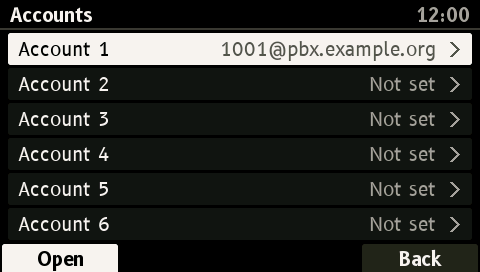 Accounts 12:00
Account 1 1001@pbx.example.org
Account 2 Not set
Account 3 Not set
Account 4 Not set
Account 5 Not set
Account 6 Not set
Open Back